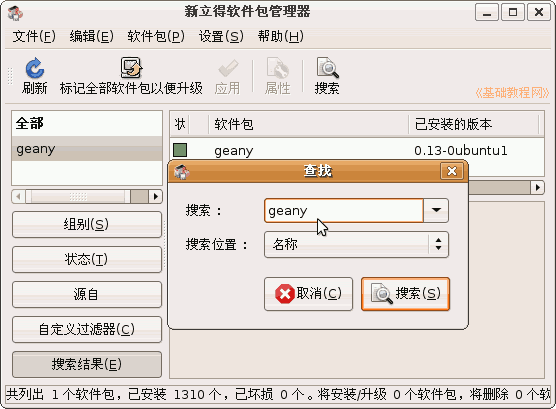 新立得软件包管理器
文件(F) 编辑(E) 软件包(P) 设置(S) 帮助(H)
刷新 标记全部软件包以便升级 应用 属性 搜索
《基础教程网》
全部
geany
状 软件包 已安装的版本
geany 0.13-0ubuntu1
查找
搜索：
geany
搜索位置：
名称
取消(C) 搜索(S)
组别(S)
状态(T)
源自
自定义过滤器(C)
搜索结果(E)
共列出 1 个软件包，已安装 1310 个，已坏损 0 个。将安装/升级 0 个软件包，将删除 0 个软